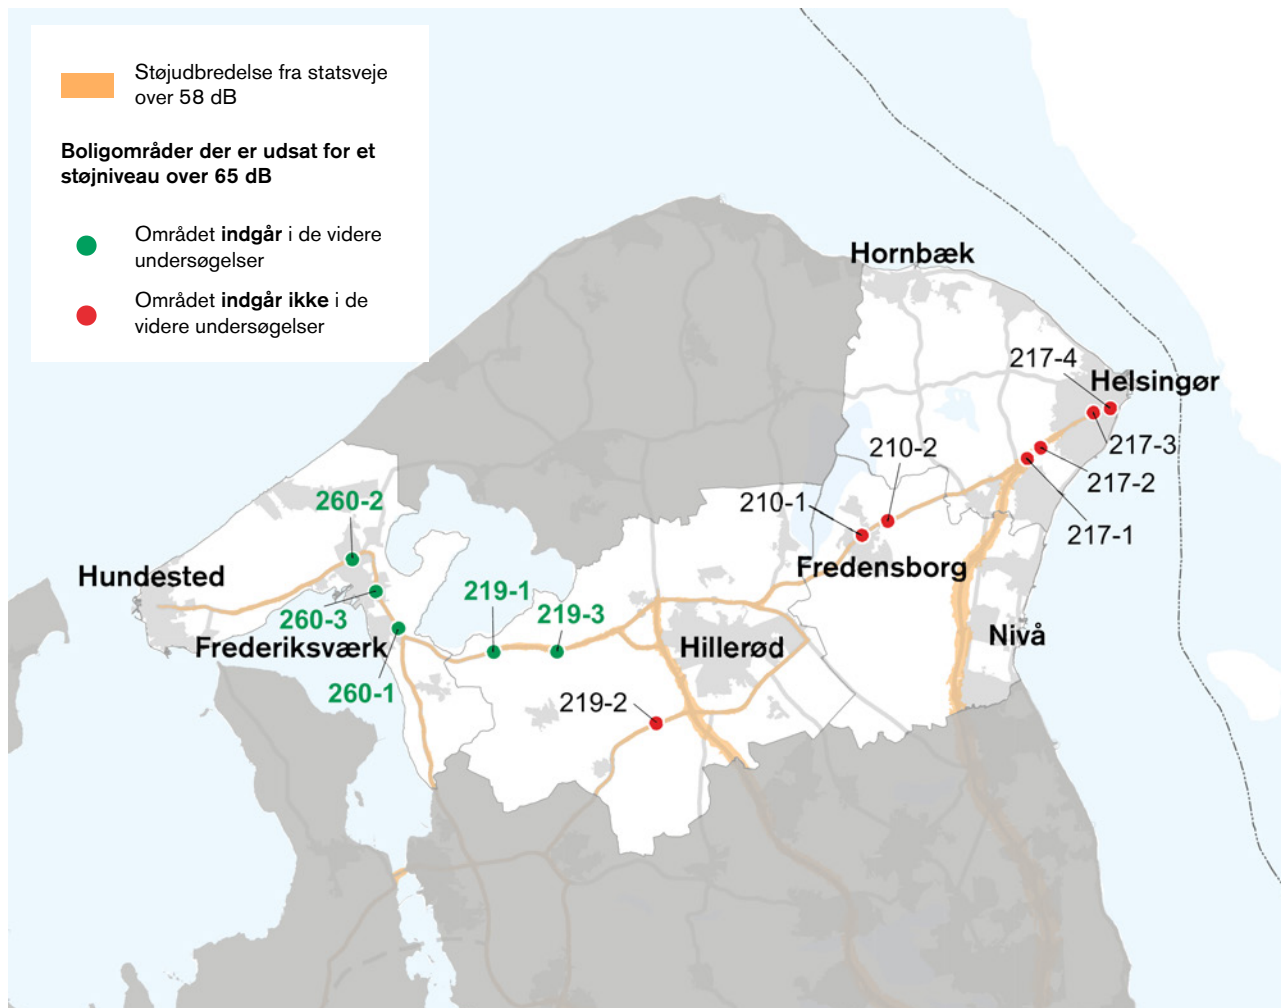 Støjudbredelse fra statsveje
over 58 dB
Boligområder der er udsat for et
støjniveau over 65 dB
Området indgår i de videre
undersøgelser
Området indgår ikke i de
videre undersøgelser
Hornbæk
217-4
Helsingør
217-3
210-2
217-2
260-2
210-1
217-1
Fredensborg
Hundested
219-1
260-3
219-3
Nivå
Frederiksværk
Hillerød
260-1
219-2